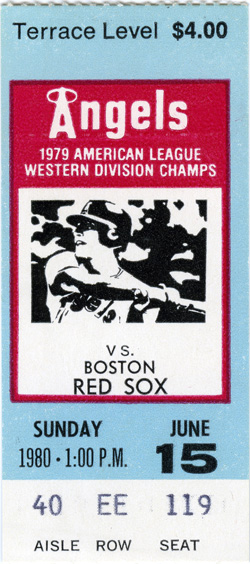 Terrace Level $4.00
Angels
1979 AMERICAN LEAGUE
WESTERN DIVISION CHAMPS
VS.
BOSTON
RED SOX
SUNDAY JUNE
1980 • 1:00 P.M. 15
40 EE 119
AISLE ROW SEAT